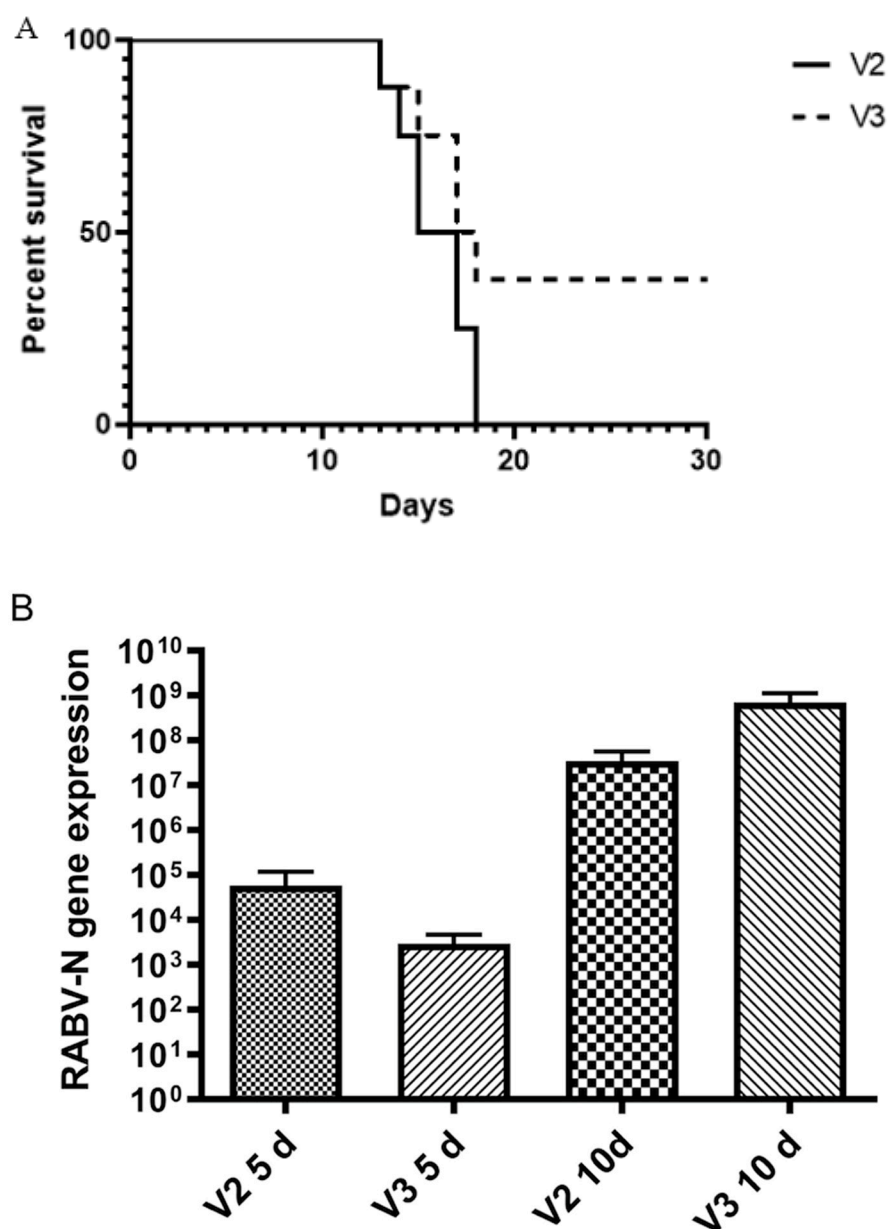 A
100
50
0
Percent survival
0 10 20 30
Days
V2
V3
B
RABV-N gene expression
10¹⁰
10⁹
10⁸
10⁷
10⁶
10⁵
10⁴
10³
10²
10¹
10⁰
V2 5 d
V3 5 d
V2 10d
V3 10 d